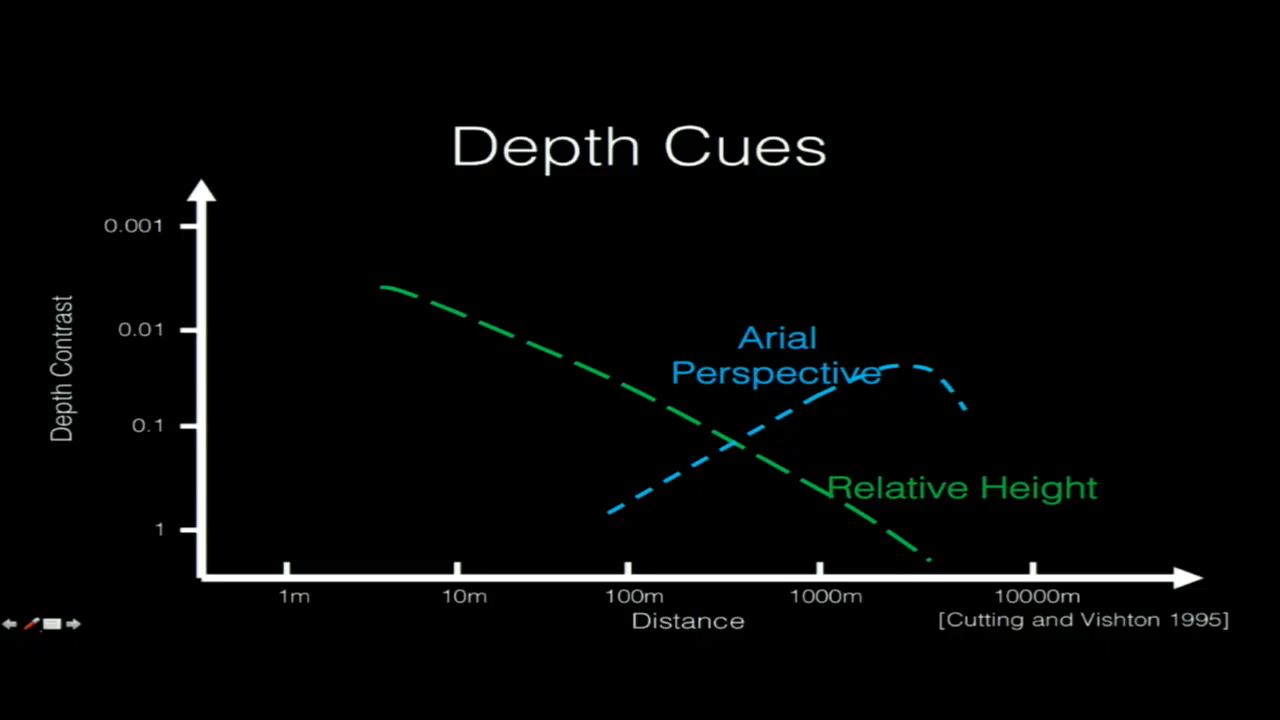 Depth Cues
0.001
0.01
0.1
1
Depth Contrast
Arial
Perspective
Relative Height
1m
10m
100m
1000m
10000m
Distance
[Cutting and Vishton 1995]